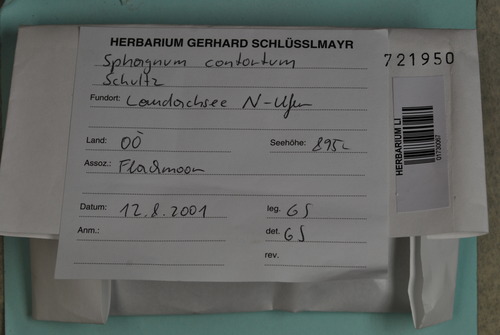 HERBARIUM GERHARD SCHLÜSSLMAYR
721950
Sphagnum contortum
Schultz
Fundort: Laudachsee N-Ufer
Land: OÖ
Seehöhe: 895
Assoz.: Flachmoor
Datum: 12.8.2001
leg. GS
Anm.:
det. GS
rev.
HERBARIUM LI
01730067